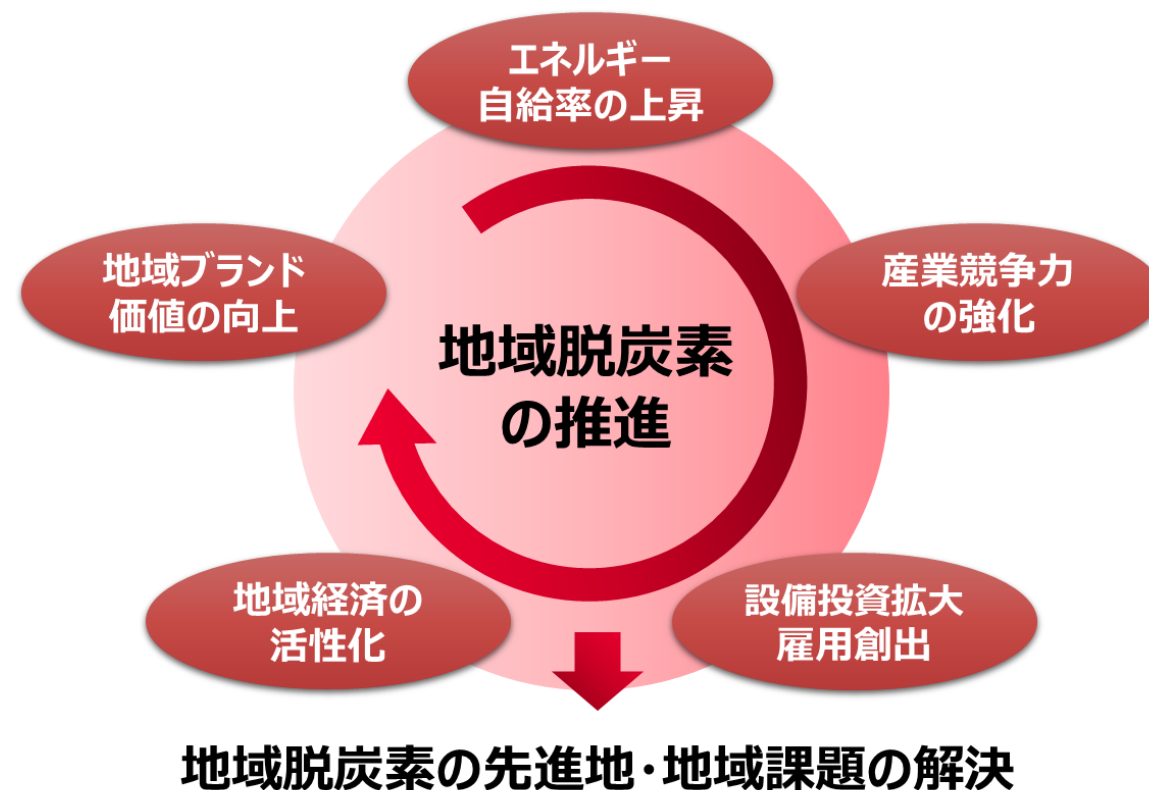 エネルギー
自給率の上昇
地域ブランド
価値の向上
産業競争力
の強化
地域脱炭素
の推進
地域経済の
活性化
設備投資拡大
雇用創出
地域脱炭素の先進地・地域課題の解決